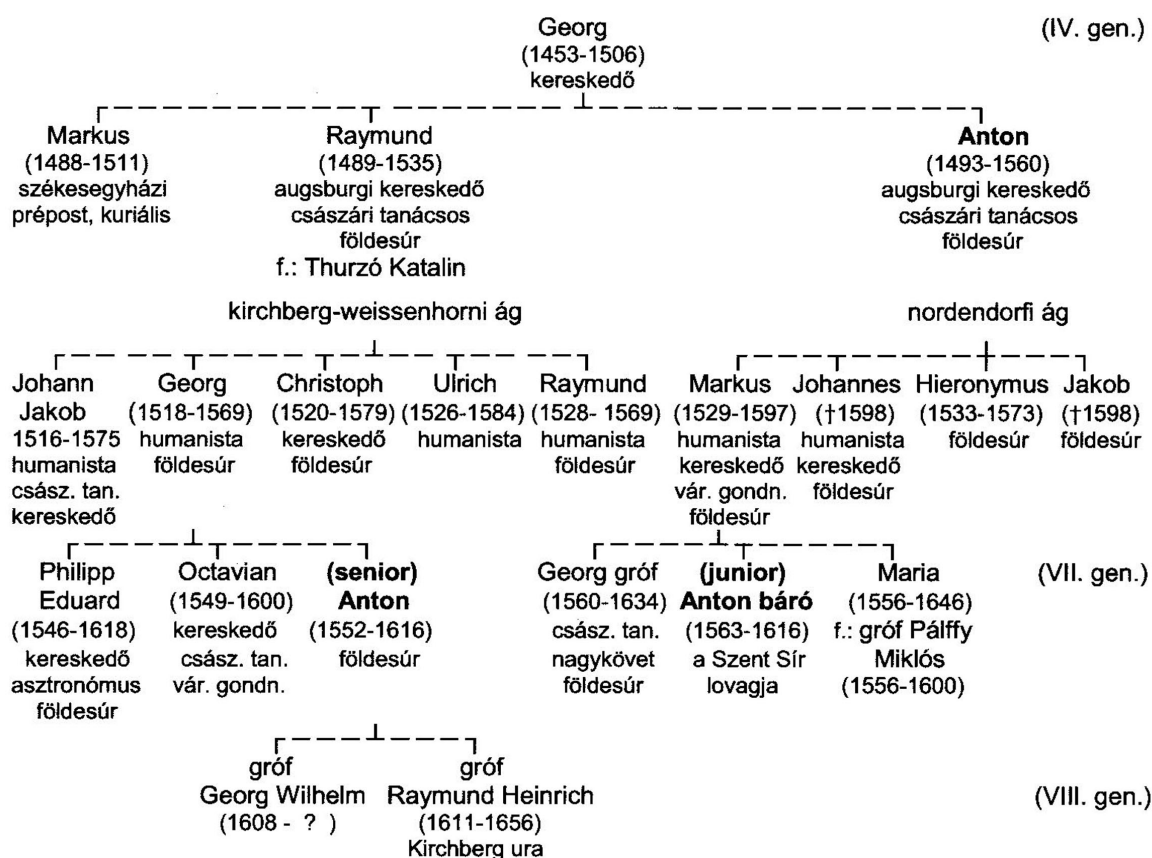 Georg (IV. gen.)
(1453-1506)
kereskedő
Markus Raymund Anton
(1488-1511) (1489-1535) (1493-1560)
székesegyházi augsburgi kereskedő augsburgi kereskedő
prépost, kuriális császári tanácsos császári tanácsos
földesúr földesúr
f.: Thurzó Katalin
kirchberg-weissenhorni ág nordendorfi ág
Johann Georg Christoph Ulrich Raymund Markus Johannes Hieronymus Jakob
Jakob (1518-1569) (1520-1579) (1526-1584) (1528- 1569) (1529-1597) (†1598) (1533-1573) (†1598)
1516-1575 humanista kereskedő humanista humanista humanista humanista földesúr földesúr
humanista földesúr földesúr földesúr kereskedő kereskedő
csász. tan. vár. gondn. földesúr
kereskedő földesúr
Philipp Octavian (senior) Georg gróf (junior) Maria (VII. gen.)
Eduard (1549-1600) Anton (1560-1634) Anton báró (1556-1646)
(1546-1618) kereskedő (1552-1616) csász. tan. (1563-1616) f.: gróf Pálffy
kereskedő csász. tan. földesúr nagykövet a Szent Sír Miklós
asztronómus vár. gondn. földesúr lovagja (1556-1600)
földesúr
gróf gróf
Georg Wilhelm Raymund Heinrich (VIII. gen.)
(1608 - ? ) (1611-1656)
Kirchberg ura